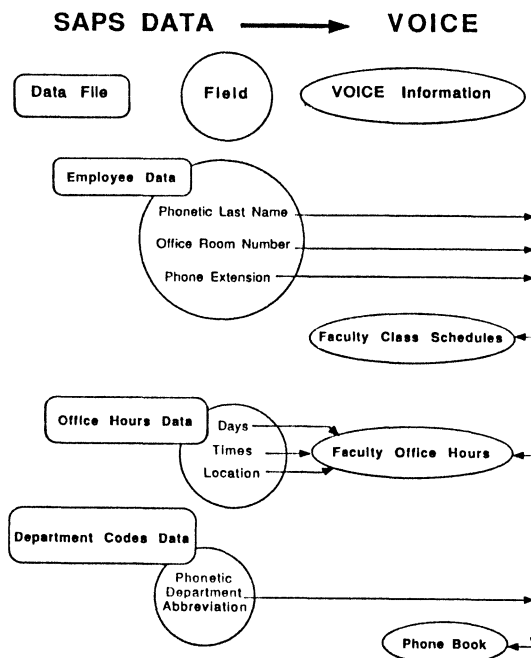 SAPS DATA VOICE
Data File
Field
VOICE Information
Employee Data
Phonetic Last Name
Office Room Number
Phone Extension
Faculty Class Schedules
Office Hours Data
Days
Times
Location
Faculty Office Hours
Department Codes Data
Phonetic
Department
Abbreviation
Phone Book